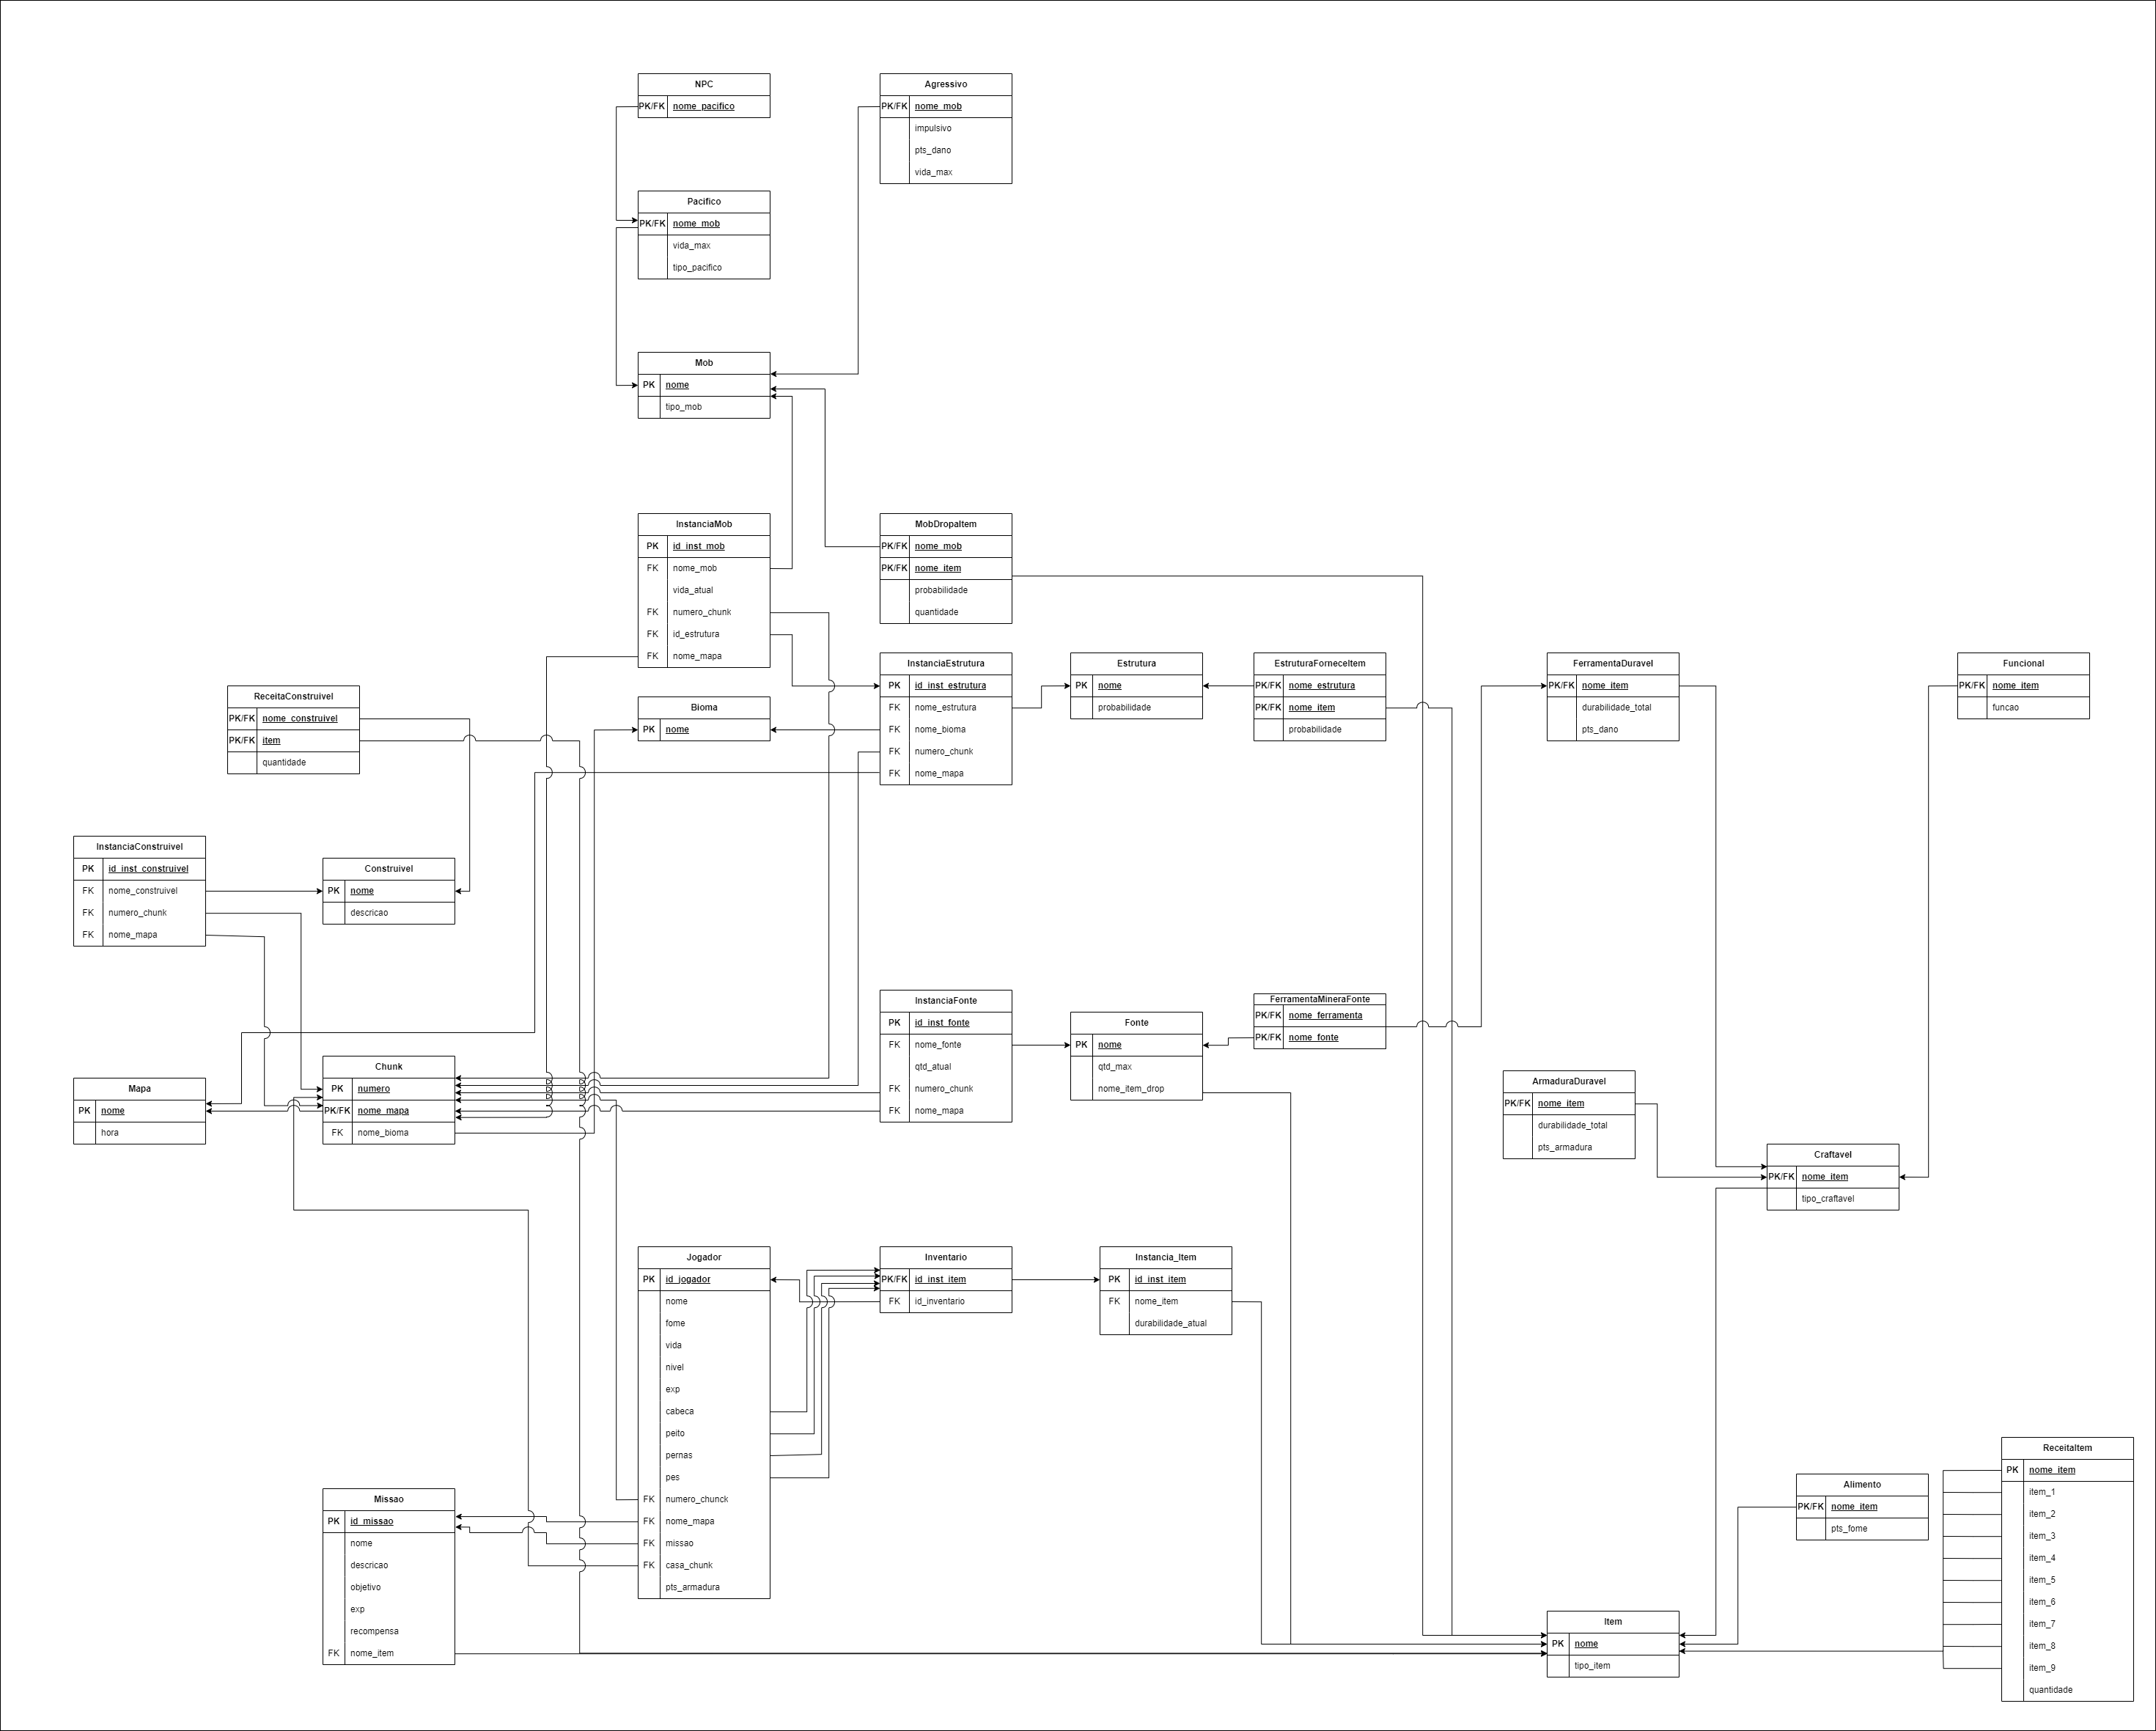 NPC
PK/FK nome_pacifico
Agressivo
PK/FK nome_mob
impulsivo
pts_dano
vida_max
Pacifico
PK/FK nome_mob
vida_max
tipo_pacifico
Mob
PK nome
tipo_mob
InstanciaMob
PK id_inst_mob
FK nome_mob
vida_atual
FK numero_chunk
FK id_estrutura
FK nome_mapa
MobDropaItem
PK/FK nome_mob
PK/FK nome_item
probabilidade
quantidade
InstanciaEstrutura
PK id_inst_estrutura
FK nome_estrutura
FK nome_bioma
FK numero_chunk
FK nome_mapa
Estrutura
PK nome
probabilidade
EstruturaForneceItem
PK/FK nome_estrutura
PK/FK nome_item
probabilidade
FerramentaDuravel
PK/FK nome_item
durabilidade_total
pts_dano
Funcional
PK/FK nome_item
funcao
ReceitaConstruivel
PK/FK nome_construivel
PK/FK item
quantidade
Bioma
PK nome
InstanciaConstruivel
PK id_inst_construivel
FK nome_construivel
FK numero_chunk
FK nome_mapa
Construivel
PK nome
descricao
InstanciaFonte
PK id_inst_fonte
FK nome_fonte
qtd_atual
FK numero_chunk
FK nome_mapa
Fonte
PK nome
qtd_max
nome_item_drop
FerramentaMineraFonte
PK/FK nome_ferramenta
PK/FK nome_fonte
Mapa
PK nome
hora
Chunk
PK numero
PK/FK nome_mapa
FK nome_bioma
ArmaduraDuravel
PK/FK nome_item
durabilidade_total
pts_armadura
Craftavel
PK/FK nome_item
tipo_craftavel
Jogador
PK id_jogador
nome
fome
vida
nivel
exp
cabeca
peito
pernas
pes
FK numero_chunck
FK nome_mapa
FK missao
FK casa_chunk
pts_armadura
Inventario
PK/FK id_inst_item
FK id_inventario
Instancia_Item
PK id_inst_item
FK nome_item
durabilidade_atual
Missao
PK id_missao
nome
descricao
objetivo
exp
recompensa
FK nome_item
Alimento
PK/FK nome_item
pts_fome
ReceitaItem
PK nome_item
item_1
item_2
item_3
item_4
item_5
item_6
item_7
item_8
item_9
quantidade
Item
PK nome
tipo_item